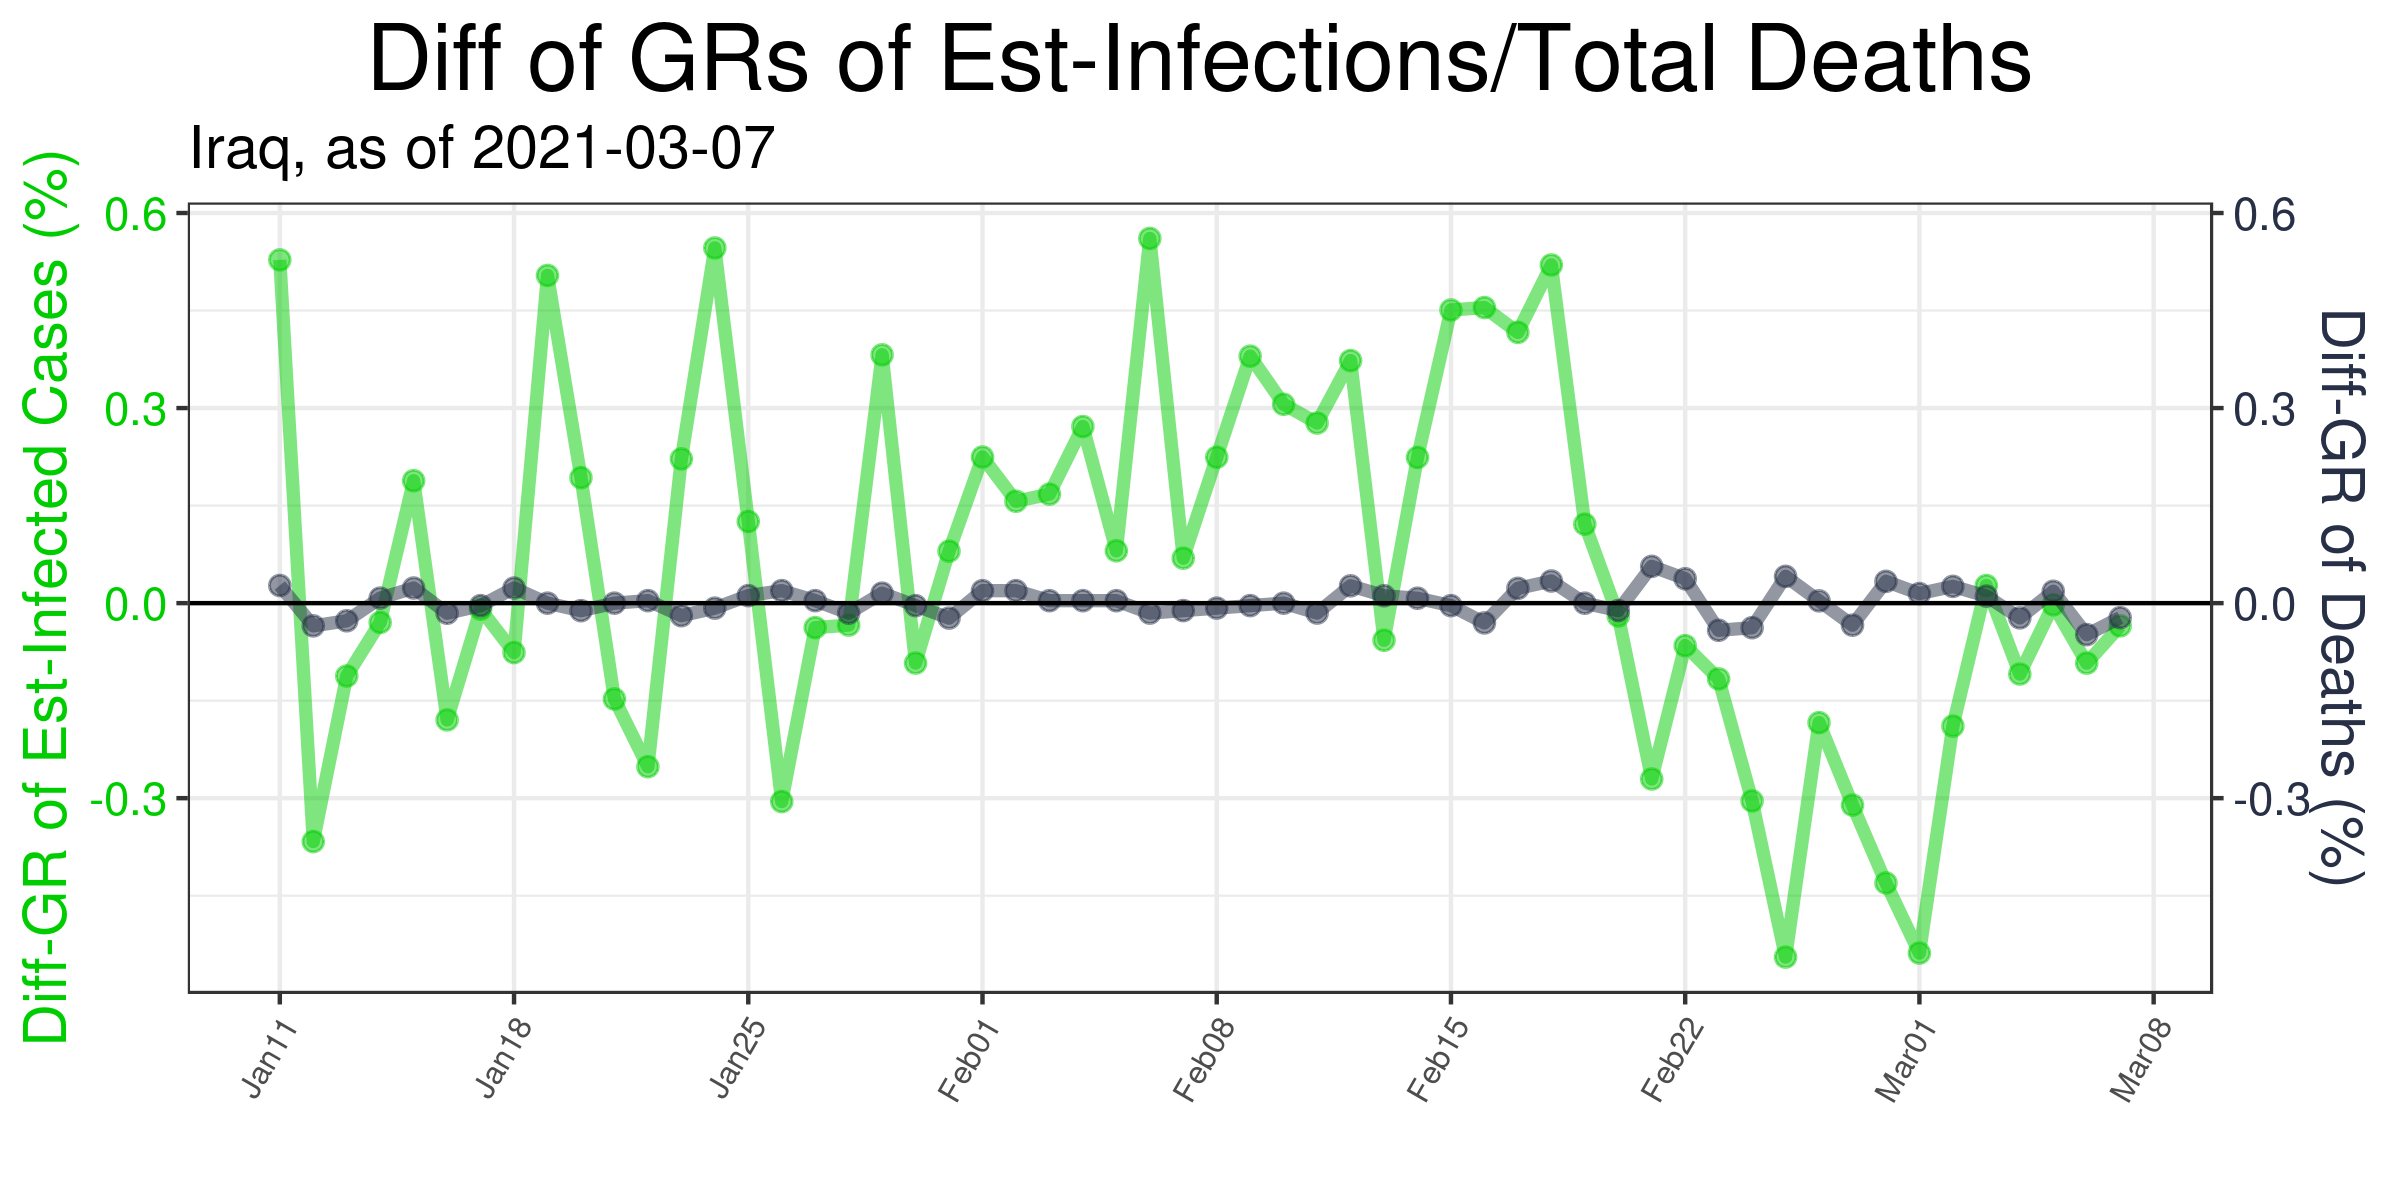 Diff of GRs of Est-Infections/Total Deaths
Iraq, as of 2021-03-07
Diff-GR of Est-Infected Cases (%)
0.6
0.3
0.0
-0.3
0.6
0.3
0.0
-0.3
Diff-GR of Deaths (%)
Jan11
Jan18
Jan25
Feb01
Feb08
Feb15
Feb22
Mar01
Mar08